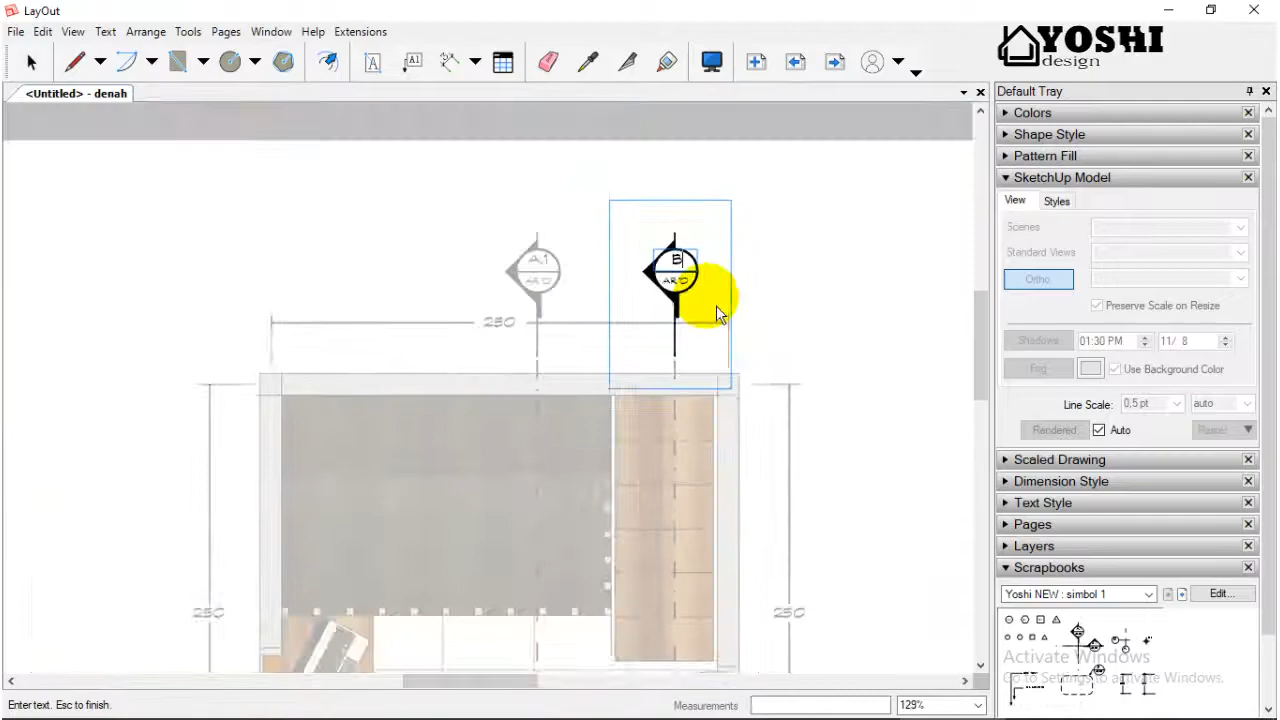 LayOut
YOSHI
design
File Edit View Text Arrange Tools Pages Window Help Extensions
<Untitled> - denah
Default Tray
Colors
Shape Style
Pattern Fill
SketchUp Model
View Styles
Scenes
Standard Views
Ortho
Preserve Scale on Resize
Shadows 01:30 PM 11/ 8
Fog Use Background Color
Line Scale: 0,5 pt auto
Rendered Auto Raster
Scaled Drawing
Dimension Style
Text Style
Pages
Layers
Scrapbooks
Yoshi NEW : simbol 1 Edit...
Activate Windows
Go to Settings to activate Windows.
A.1 B
250
250 250
Enter text. Esc to finish. Measurements 129%